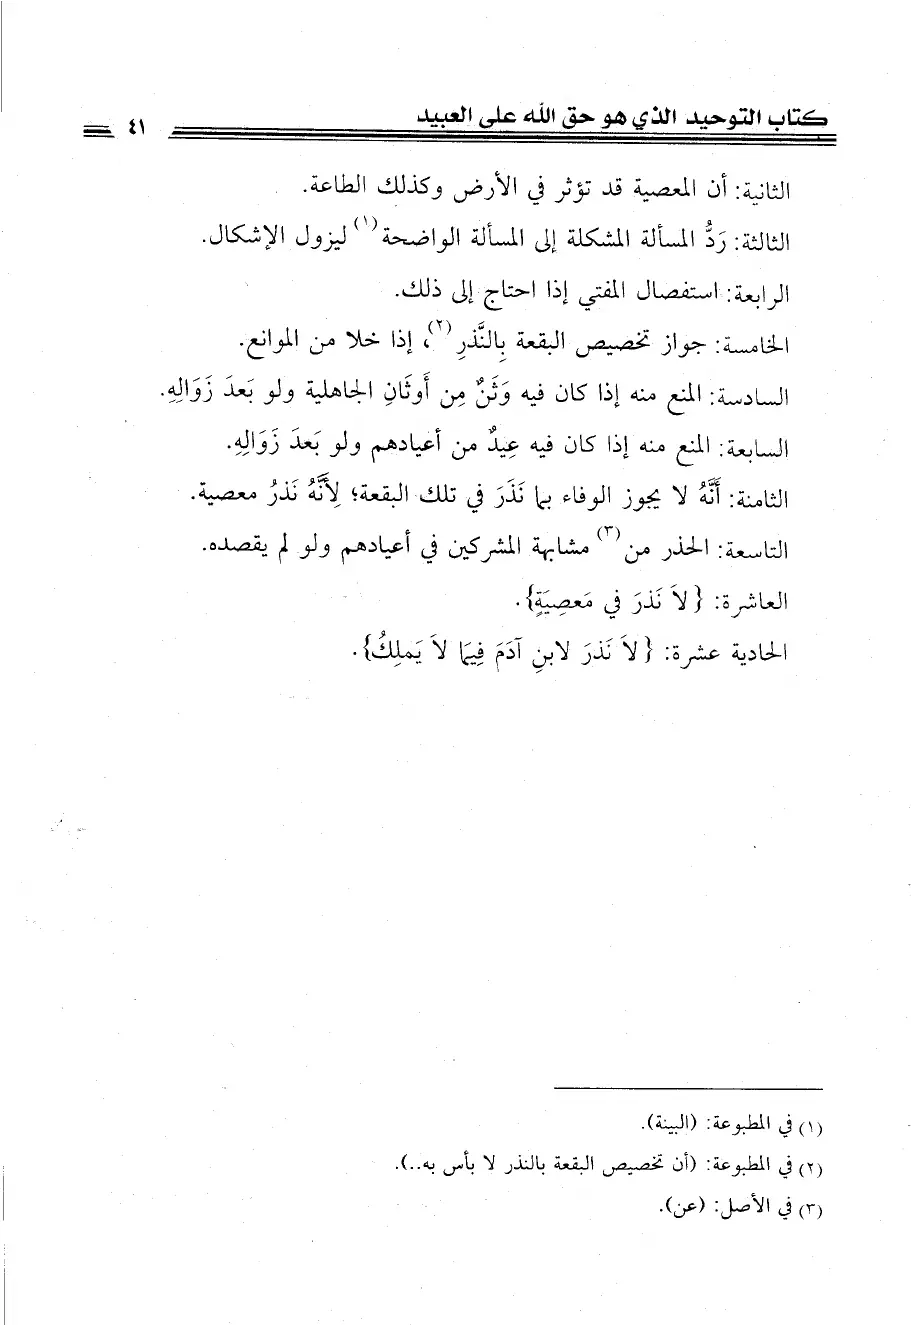 كتاب التوحيد الذي هو حق الله على العبيد ٤١
الثانية: أن المعصية قد تؤثر في الأرض وكذلك الطاعة.
الثالثة: رَدُّ المسألة المشكلة إلى المسألة الواضحة(١) ليزول الإشكال.
الرابعة: استفصال المفتي إذا احتاج إلى ذلك.
الخامسة: جواز تخصيص البقعة بِالنَّذرِ(٢)، إذا خلا من الموانع.
السادسة: المنع منه إذا كان فيه وَثَنٌ مِن أَوثَانِ الجاهلية ولو بَعدَ زَوَالِهِ.
السابعة: المنع منه إذا كان فيه عِيدٌ من أعيادهم ولو بَعدَ زَوَالِهِ.
الثامنة: أَنَّهُ لا يجوز الوفاء بما نَذَرَ في تلك البقعة؛ لِأَنَّهُ نَذرُ معصية.
التاسعة: الحذر من(٣) مشابهة المشركين في أعيادهم ولو لم يقصده.
العاشرة: {لاَ نَذرَ في مَعصِيَةٍ}.
الحادية عشرة: {لاَ نَذرَ لابنِ آدَمَ فِيمَا لاَ يَملِكُ}.
(١) في المطبوعة: (البينة).
(٢) في المطبوعة: (أن تخصيص البقعة بالنذر لا بأس به..).
(٣) في الأصل: (عن).